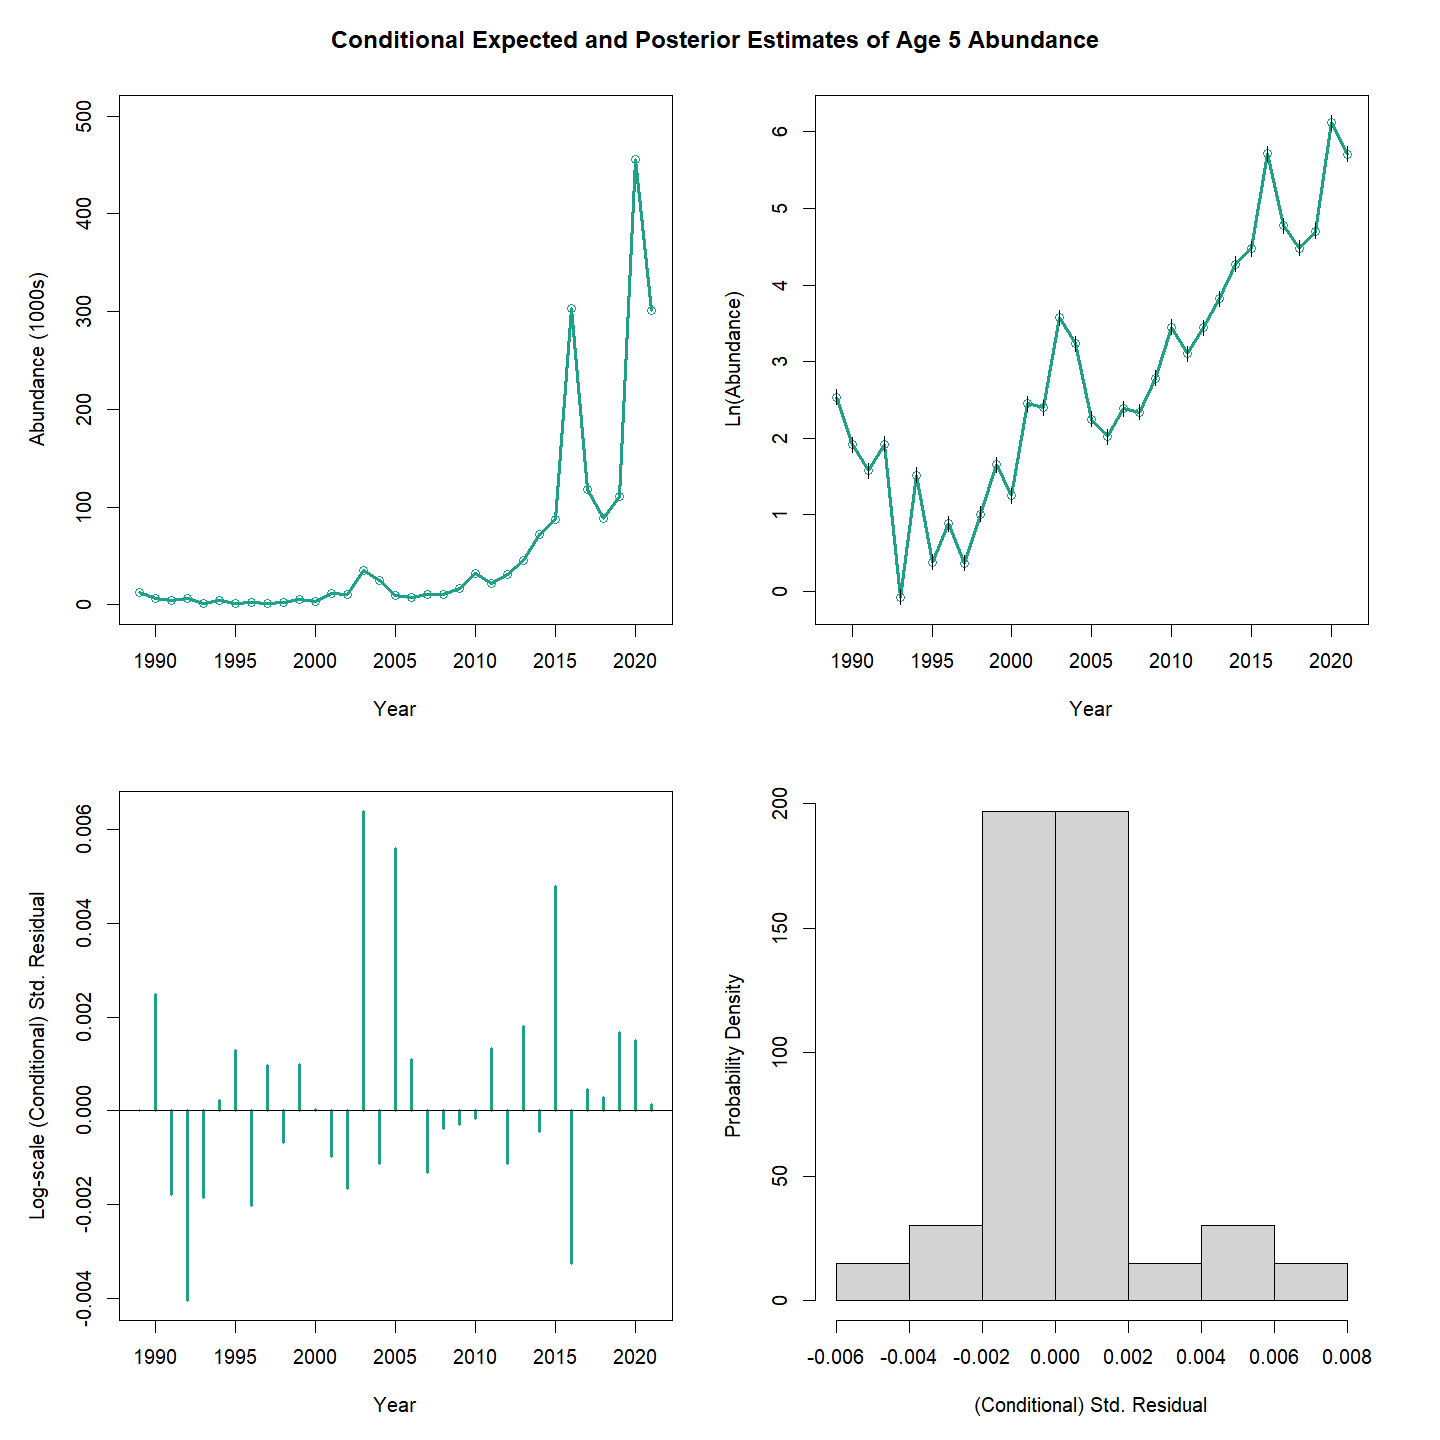 Conditional Expected and Posterior Estimates of Age 5 Abundance
Abundance (1000s)
500
400
300
200
100
0
1990 1995 2000 2005 2010 2015 2020
Year
Ln(Abundance)
6
5
4
3
2
1
0
1990 1995 2000 2005 2010 2015 2020
Year
Log-scale (Conditional) Std. Residual
0.006
0.004
0.002
0.000
-0.002
-0.004
1990 1995 2000 2005 2010 2015 2020
Year
Probability Density
200
150
100
50
0
-0.006 -0.004 -0.002 0.000 0.002 0.004 0.006 0.008
(Conditional) Std. Residual